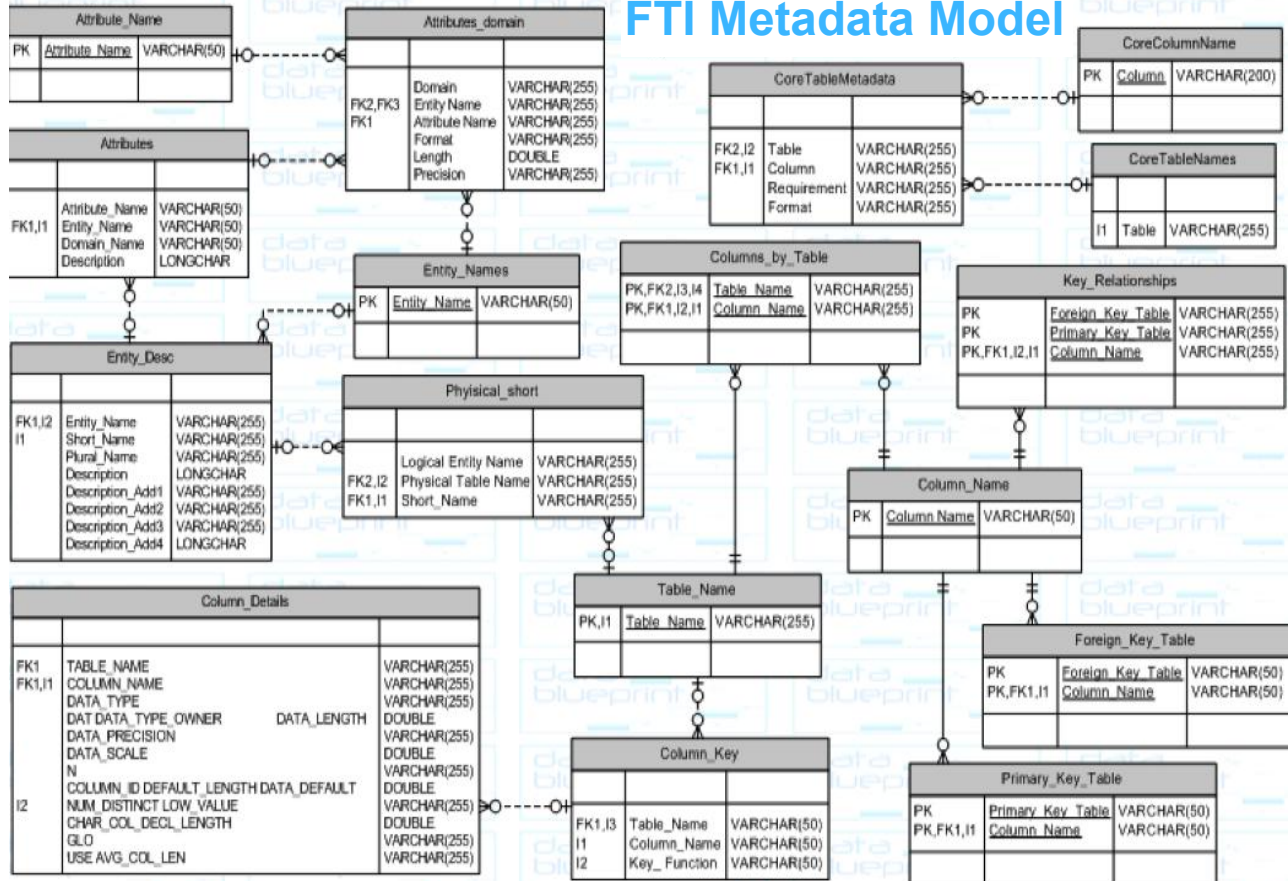 FTI Metadata Model
Attribute_Name
PK Attribute_Name VARCHAR(50)
Attributes_domain
Domain VARCHAR(255)
FK2,FK3 Entity Name VARCHAR(255)
FK1 Attribute Name VARCHAR(255)
Format VARCHAR(255)
Length DOUBLE
Precision VARCHAR(255)
CoreTableMetadata
FK2,I2 Table VARCHAR(255)
FK1,I1 Column VARCHAR(255)
Requirement VARCHAR(255)
Format VARCHAR(255)
CoreColumnName
PK Column VARCHAR(200)
CoreTableNames
I1 Table VARCHAR(255)
Attributes
Attribute_Name VARCHAR(50)
FK1,I1 Entity_Name VARCHAR(50)
Domain_Name VARCHAR(50)
Description LONGCHAR
Entity_Names
PK Entity_Name VARCHAR(50)
Columns_by_Table
PK,FK2,I3,I4 Table_Name VARCHAR(255)
PK,FK1,I2,I1 Column_Name VARCHAR(255)
Key_Relationships
PK Foreign_Key_Table VARCHAR(255)
PK Primary_Key_Table VARCHAR(255)
PK,FK1,I2,I1 Column_Name VARCHAR(255)
Entity_Desc
FK1,I2 Entity_Name VARCHAR(255)
I1 Short_Name VARCHAR(255)
Plural_Name VARCHAR(255)
Description LONGCHAR
Description_Add1 VARCHAR(255)
Description_Add2 VARCHAR(255)
Description_Add3 VARCHAR(255)
Description_Add4 LONGCHAR
Phyisical_short
Logical Entity Name VARCHAR(255)
FK2,I2 Physical Table Name VARCHAR(255)
FK1,I1 Short_Name VARCHAR(255)
Column_Name
PK Column Name VARCHAR(50)
Table_Name
PK,I1 Table_Name VARCHAR(255)
Foreign_Key_Table
PK Foreign_Key_Table VARCHAR(50)
PK,FK1,I1 Column_Name VARCHAR(50)
Column_Details
FK1 TABLE_NAME VARCHAR(255)
FK1,I1 COLUMN_NAME VARCHAR(255)
DATA_TYPE VARCHAR(255)
DAT DATA_TYPE_OWNER DATA_LENGTH DOUBLE
DATA_PRECISION VARCHAR(255)
DATA_SCALE DOUBLE
N VARCHAR(255)
COLUMN_ID DEFAULT_LENGTH DATA_DEFAULT DOUBLE
I2 NUM_DISTINCT LOW_VALUE VARCHAR(255)
CHAR_COL_DECL_LENGTH DOUBLE
GLO VARCHAR(255)
USE AVG_COL_LEN VARCHAR(255)
Column_Key
FK1,I3 Table_Name VARCHAR(50)
I1 Column_Name VARCHAR(50)
I2 Key_ Function VARCHAR(50)
Primary_Key_Table
PK Primary_Key_Table VARCHAR(50)
PK,FK1,I1 Column_Name VARCHAR(50)